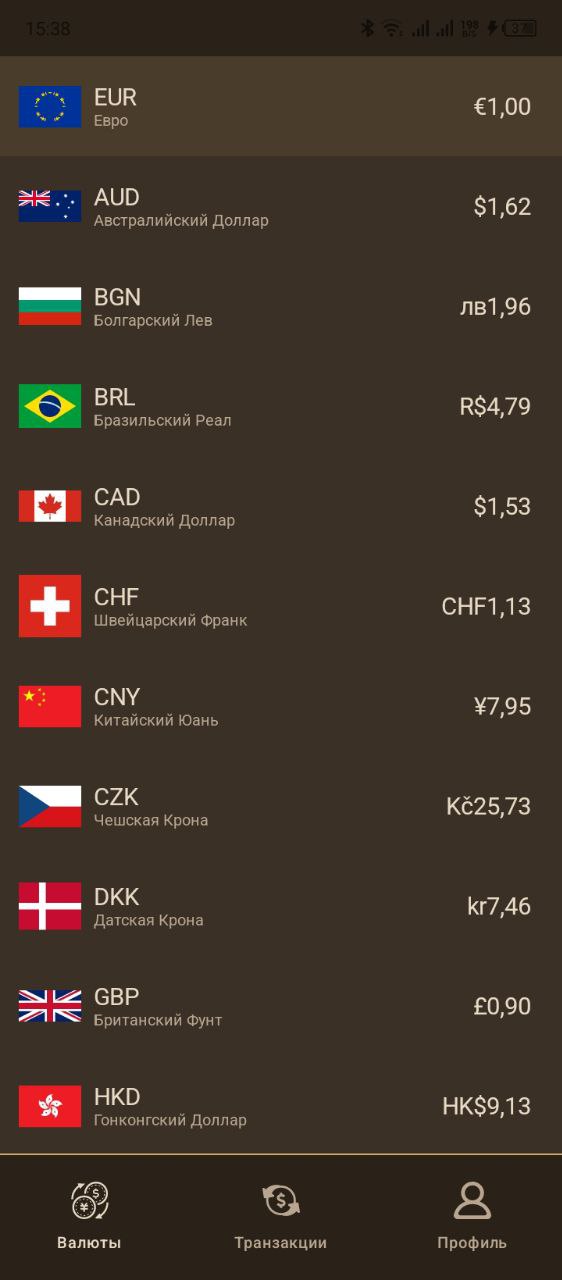 15:38
198
B/S
37
EUR
Евро
€1,00
AUD
Австралийский Доллар
$1,62
BGN
Болгарский Лев
лв1,96
BRL
Бразильский Реал
R$4,79
CAD
Канадский Доллар
$1,53
CHF
Швейцарский Франк
CHF1,13
CNY
Китайский Юань
¥7,95
CZK
Чешская Крона
Kč25,73
DKK
Датская Крона
kr7,46
GBP
Британский Фунт
£0,90
HKD
Гонконгский Доллар
HK$9,13
Валюты
Транзакции
Профиль